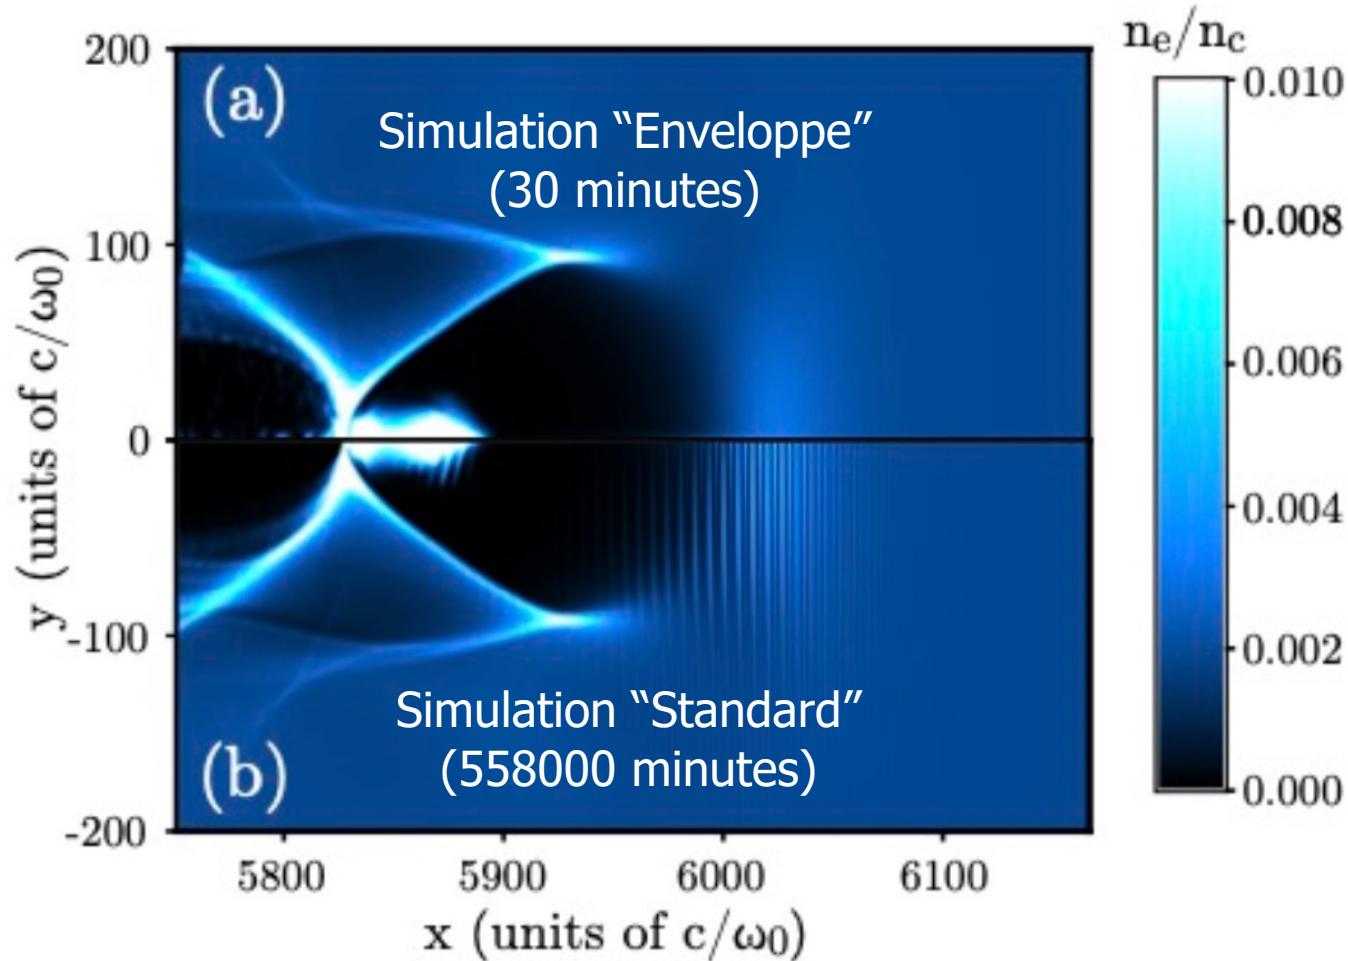 nₑ/n_c
200
(a)
Simulation “Enveloppe”
(30 minutes)
100
0
-100
-200
y (units of c/ω₀)
Simulation “Standard”
(558000 minutes)
(b)
5800
5900
6000
6100
x (units of c/ω₀)
0.010
0.008
0.006
0.004
0.002
0.000